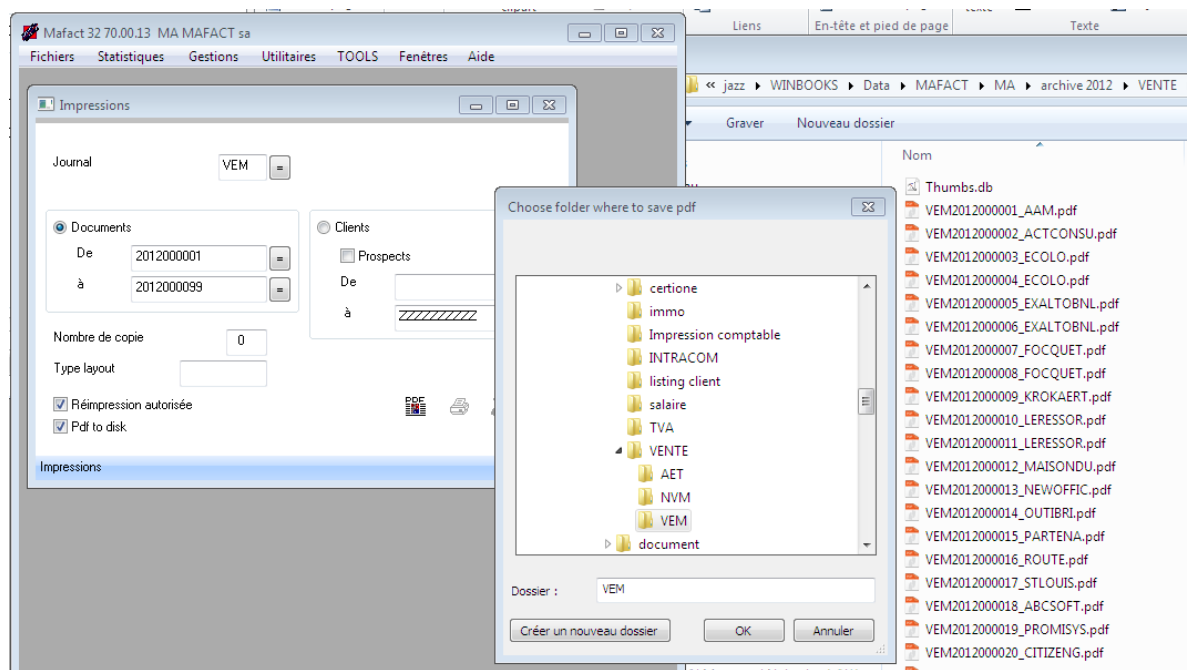 clipart
texte
Liens
En-tête et pied de page
Texte
Mafact 32 70.00.13 MA MAFACT sa
Fichiers Statistiques Gestions Utilitaires TOOLS Fenêtres Aide
« jazz WINBOOKS Data MAFACT MA archive 2012 VENTE
Graver Nouveau dossier
Nom
Impressions
Journal VEM =
Documents
De 2012000001 =
à 2012000099 =
Clients
Prospects
De
à ZZZZZZZZZZ
Nombre de copie 0
Type layout
Réimpression autorisée
Pdf to disk
PDF
Impressions
Choose folder where to save pdf
certione
immo
Impression comptable
INTRACOM
listing client
salaire
TVA
VENTE
AET
NVM
VEM
document
Dossier : VEM
Créer un nouveau dossier OK Annuler
Thumbs.db
VEM2012000001_AAM.pdf
VEM2012000002_ACTCONSU.pdf
VEM2012000003_ECOLO.pdf
VEM2012000004_ECOLO.pdf
VEM2012000005_EXALTOBNL.pdf
VEM2012000006_EXALTOBNL.pdf
VEM2012000007_FOCQUET.pdf
VEM2012000008_FOCQUET.pdf
VEM2012000009_KROKAERT.pdf
VEM2012000010_LERESSOR.pdf
VEM2012000011_LERESSOR.pdf
VEM2012000012_MAISONDU.pdf
VEM2012000013_NEWOFFIC.pdf
VEM2012000014_OUTIBRI.pdf
VEM2012000015_PARTENA.pdf
VEM2012000016_ROUTE.pdf
VEM2012000017_STLOUIS.pdf
VEM2012000018_ABCSOFT.pdf
VEM2012000019_PROMISYS.pdf
VEM2012000020_CITIZENG.pdf